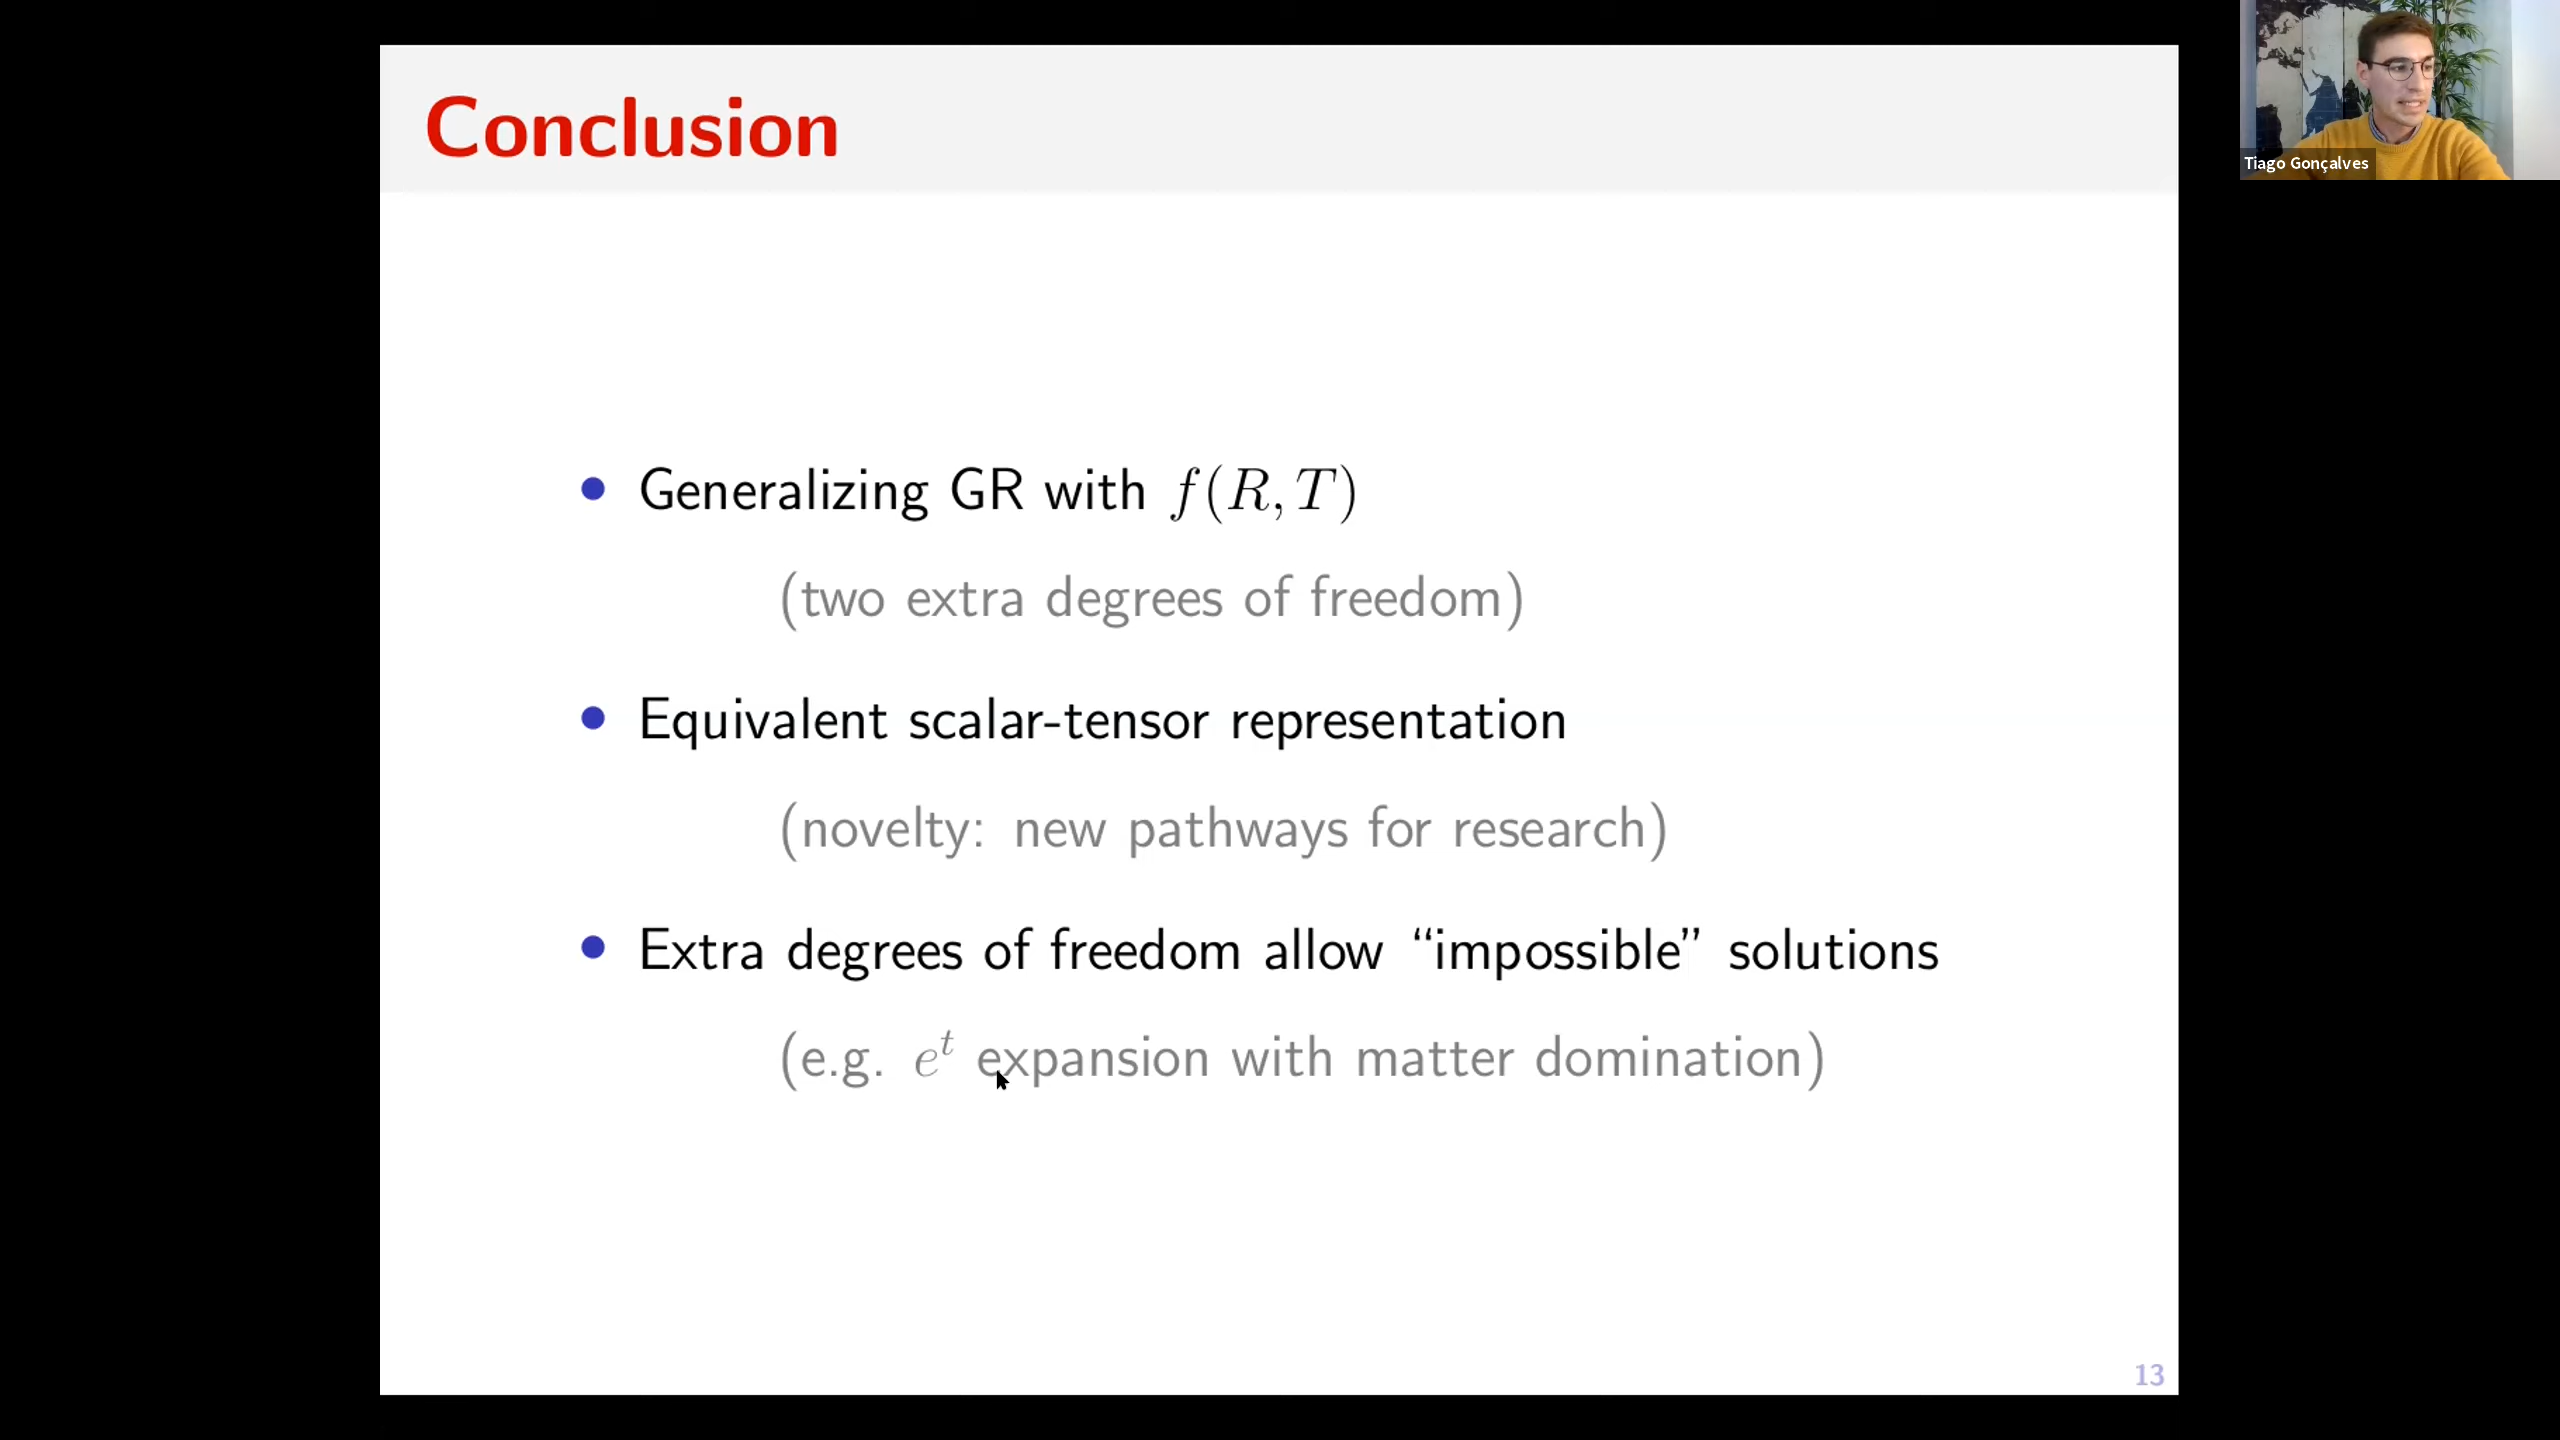 Conclusion
Tiago Gonçalves
• Generalizing GR with f(R, T)
(two extra degrees of freedom)
• Equivalent scalar-tensor representation
(novelty: new pathways for research)
• Extra degrees of freedom allow “impossible” solutions
(e.g. e^t expansion with matter domination)
13